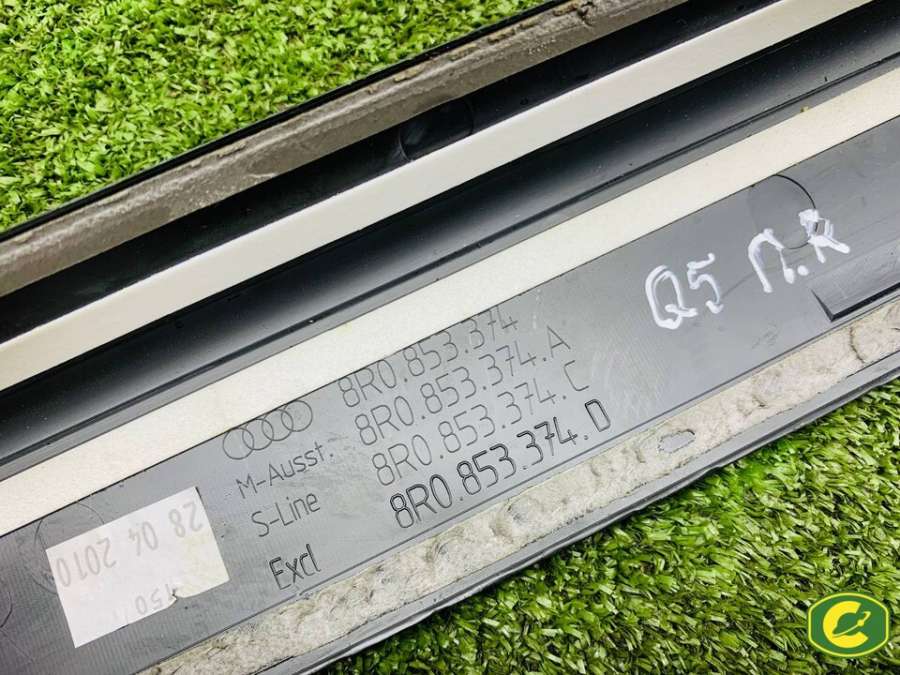 8R0.853.374
8R0.853.374.A
M-Ausst. 8R0.853.374.C
S-Line 8R0.853.374.D
Excl
Q5 П.R
28 04 2010